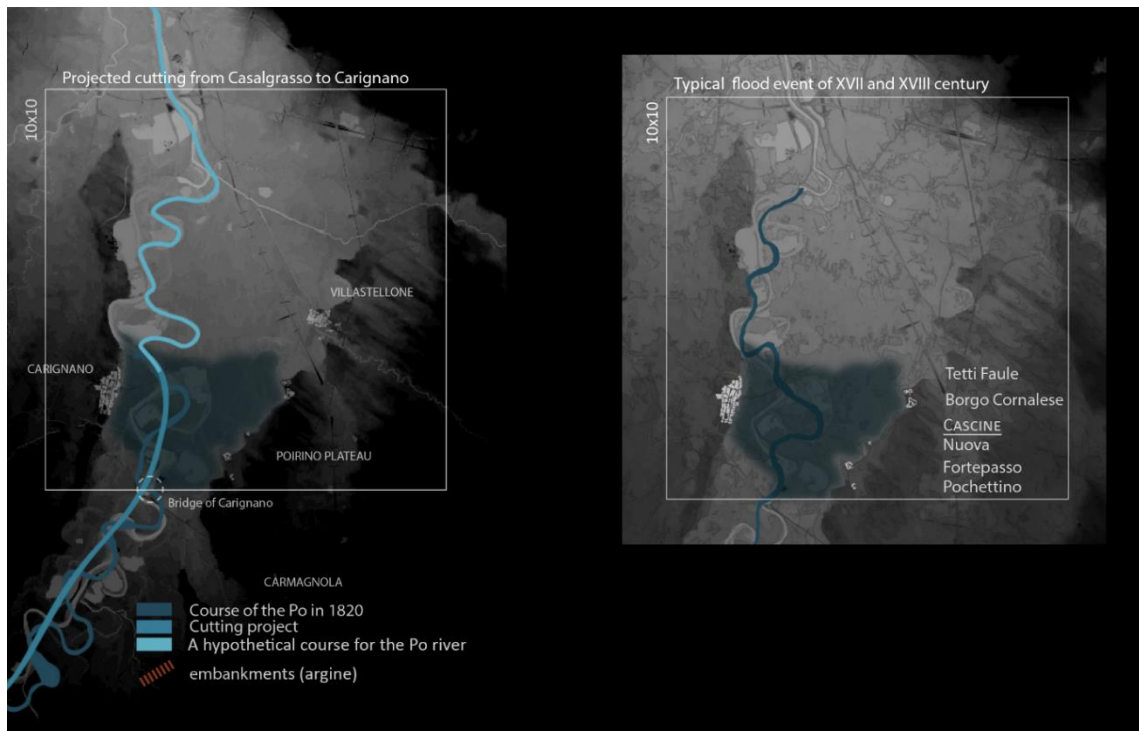 Projected cutting from Casalgrasso to Carignano
10x10
VILLASTELLONE
CARIGNANO
POIRINO PLATEAU
Bridge of Carignano
CÀRMAGNOLA
Course of the Po in 1820
Cutting project
A hypothetical course for the Po river
embankments (argine)
Typical flood event of XVII and XVIII century
10x10
Tetti Faule
Borgo Cornalese
CASCINE
Nuova
Fortepasso
Pochettino